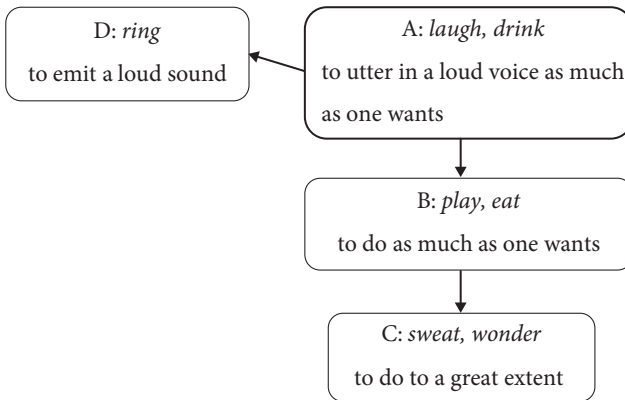 D: ring
to emit a loud sound
A: laugh, drink
to utter in a loud voice as much
as one wants
B: play, eat
to do as much as one wants
C: sweat, wonder
to do to a great extent